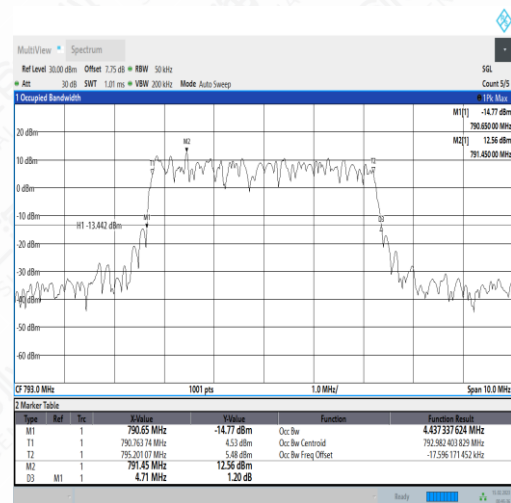 MultiView Spectrum
Ref Level 30.00 dBm Offset 7.75 dB RBW 50 kHz SGL
Att 30 dB SWT 1.01 ms VBW 200 kHz Mode Auto Sweep Count 5/5
1 Occupied Bandwidth 1Pk Max
M1[1] -14.77 dBm
790.650 00 MHz
M2[1] 12.56 dBm
791.450 00 MHz
20 dBm
M2
T1
T2
10 dBm
0 dBm
-10 dBm
M1
D3
H1 -13.442 dBm
-20 dBm
-30 dBm
-40 dBm
-50 dBm
-60 dBm
CF 793.0 MHz 1001 pts 1.0 MHz/ Span 10.0 MHz
2 Marker Table
Type Ref Trc X-Value Y-Value Function Function Result
M1 1 790.65 MHz -14.77 dBm Occ Bw 4.437 337 624 MHz
T1 1 790.763 74 MHz 4.53 dBm Occ Bw Centroid 792.982 403 829 MHz
T2 1 795.201 07 MHz 5.48 dBm Occ Bw Freq Offset -17.596 171 452 kHz
M2 1 791.45 MHz 12.56 dBm
D3 M1 1 4.71 MHz 1.20 dB
Ready